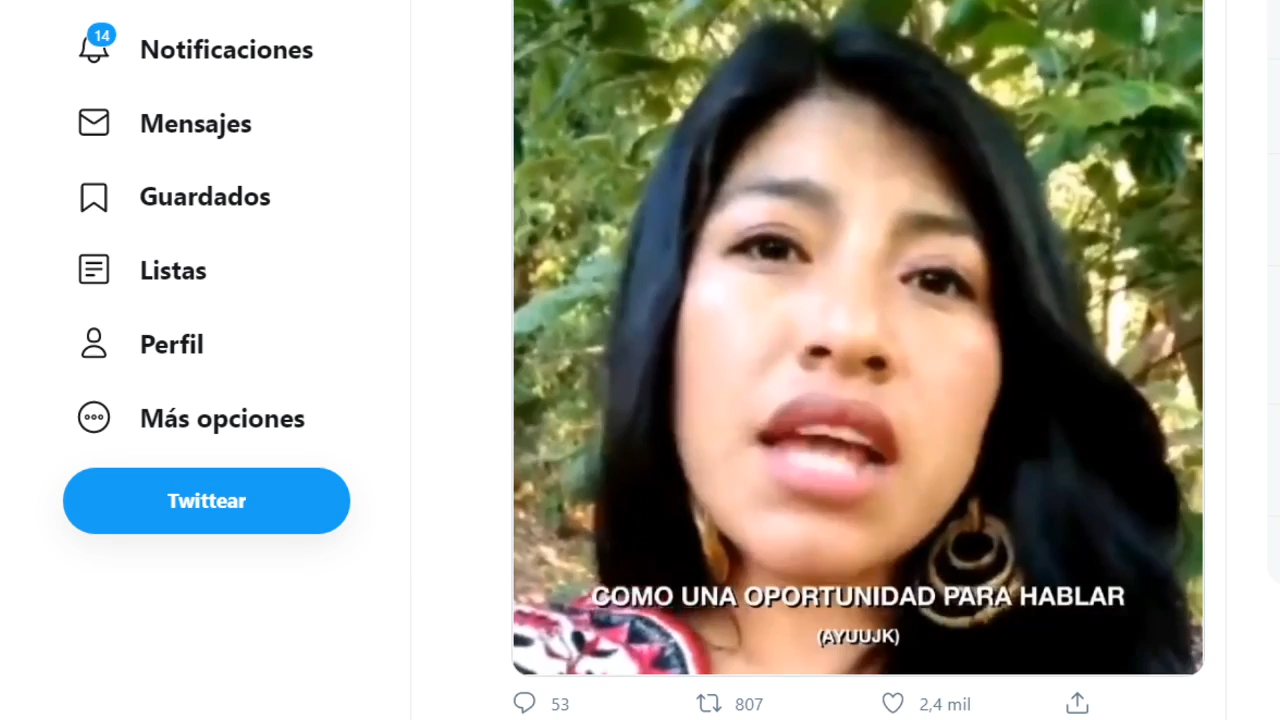 14
Notificaciones
Mensajes
Guardados
Listas
Perfil
Más opciones
Twittear
COMO UNA OPORTUNIDAD PARA HABLAR
(AYUUJK)
53 807 2,4 mil